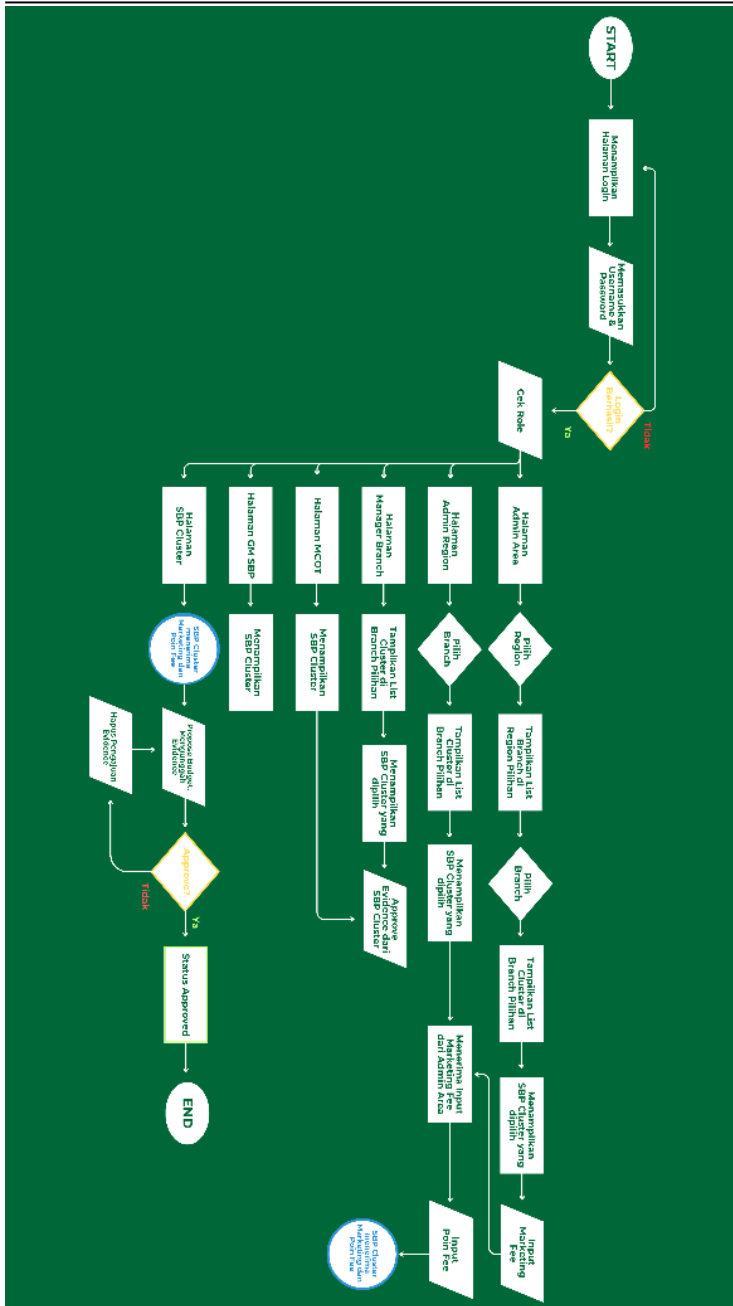 START
Menampilkan
Halaman Login
Memasukkan
Username &
Password
Login
Berhasil?
Tidak
Ya
Cek Role
Halaman
Admin Area
Pilih
Region
Tampilkan List
Branch di
Region Pilihan
Pilih
Branch
Tampilkan List
Cluster di
Branch Pilihan
Menampilkan
SBP Cluster yang
dipilih
Input
Marketing
Fee
Halaman
Admin Region
Pilih
Branch
Tampilkan List
Cluster di
Branch Pilihan
Menampilkan
SBP Cluster yang
dipilih
Menerima Input
Marketing Fee
dari Admin Area
Input
Poin Fee
SBP Cluster
menerima
Marketing dan
Poin Fee
Halaman
Manager Branch
Tampilkan List
Cluster di
Branch Pilihan
Menampilkan
SBP Cluster yang
dipilih
Approve
Evidence dari
SBP Cluster
Halaman MCOT
Menampilkan
SBP Cluster
Halaman GM SBP
Menampilkan
SBP Cluster
Halaman
SBP Cluster
SBP Cluster
menerima
Marketing dan
Poin Fee
Propose Budget,
Mengunggah
Evidence
Approve?
Tidak
Ya
Hapus Pengajuan
Evidence
Status Approved
END